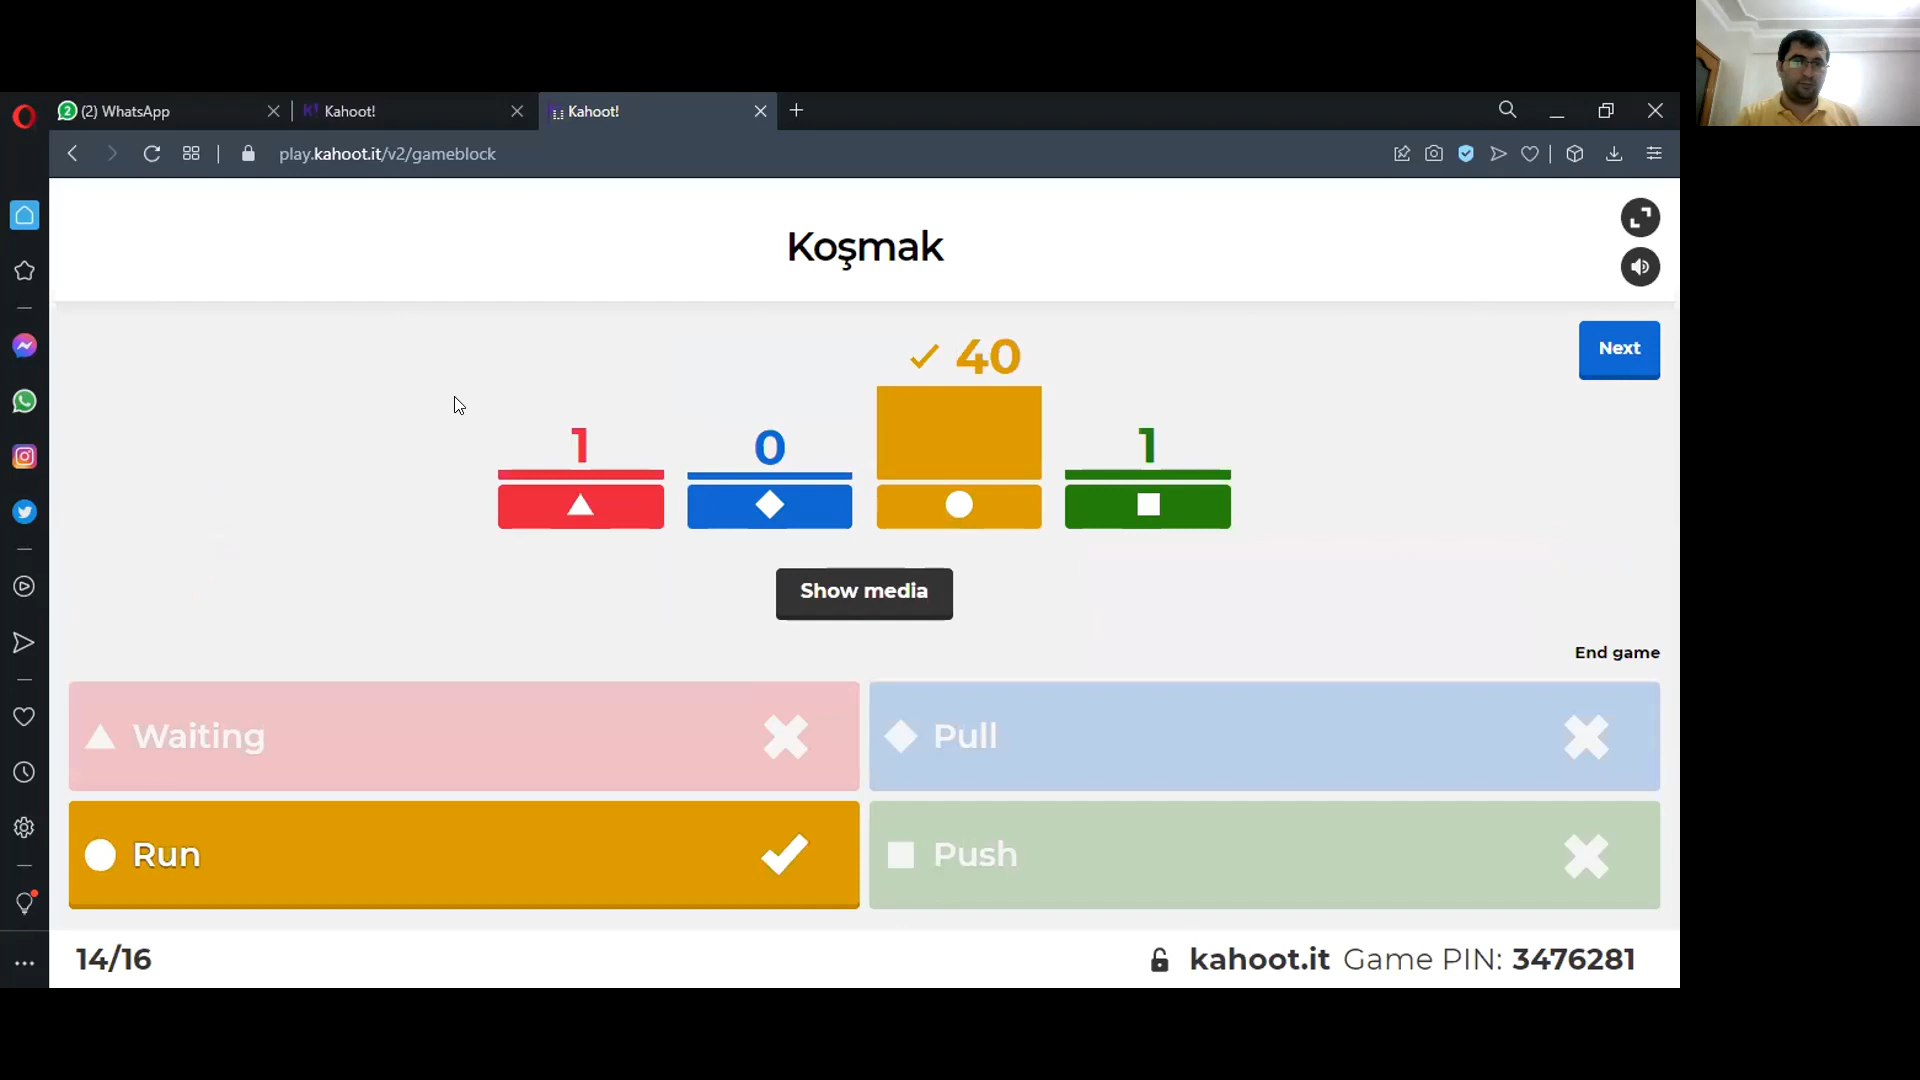 2 (2) WhatsApp
K! Kahoot!
Kahoot!
play.kahoot.it/v2/gameblock
Koşmak
Next
1
0
40
1
Show media
End game
Waiting
Pull
Run
Push
14/16
kahoot.it Game PIN: 3476281